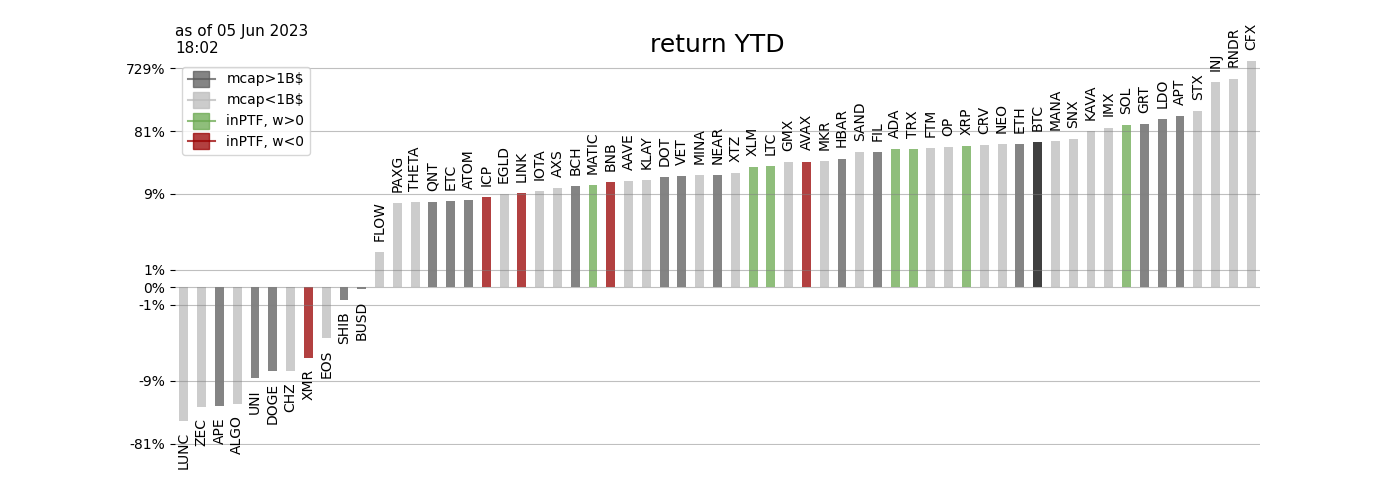 as of 05 Jun 2023
18:02
return YTD
mcap>1B$
mcap<1B$
inPTF, w>0
inPTF, w<0
729%
81%
9%
1%
0%
-1%
-9%
-81%
LUNC
ZEC
APE
ALGO
UNI
DOGE
CHZ
XMR
EOS
SHIB
BUSD
FLOW
PAXG
THETA
QNT
ETC
ATOM
ICP
EGLD
LINK
IOTA
AXS
BCH
MATIC
BNB
AAVE
KLAY
DOT
VET
MINA
NEAR
XTZ
XLM
LTC
GMX
AVAX
MKR
HBAR
SAND
FIL
ADA
TRX
FTM
OP
XRP
CRV
NEO
ETH
BTC
MANA
SNX
KAVA
IMX
SOL
GRT
LDO
APT
STX
INJ
RNDR
CFX